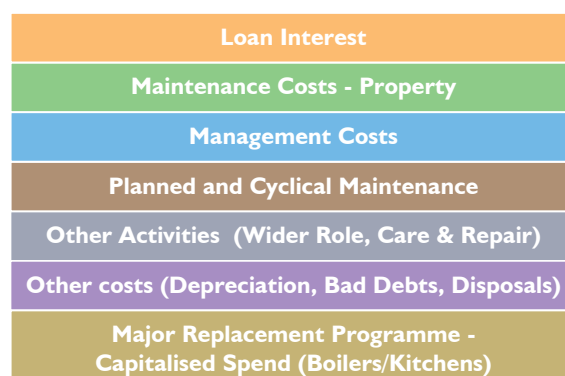 Loan Interest
Maintenance Costs - Property
Management Costs
Planned and Cyclical Maintenance
Other Activities (Wider Role, Care & Repair)
Other costs (Depreciation, Bad Debts, Disposals)
Major Replacement Programme -
Capitalised Spend (Boilers/Kitchens)